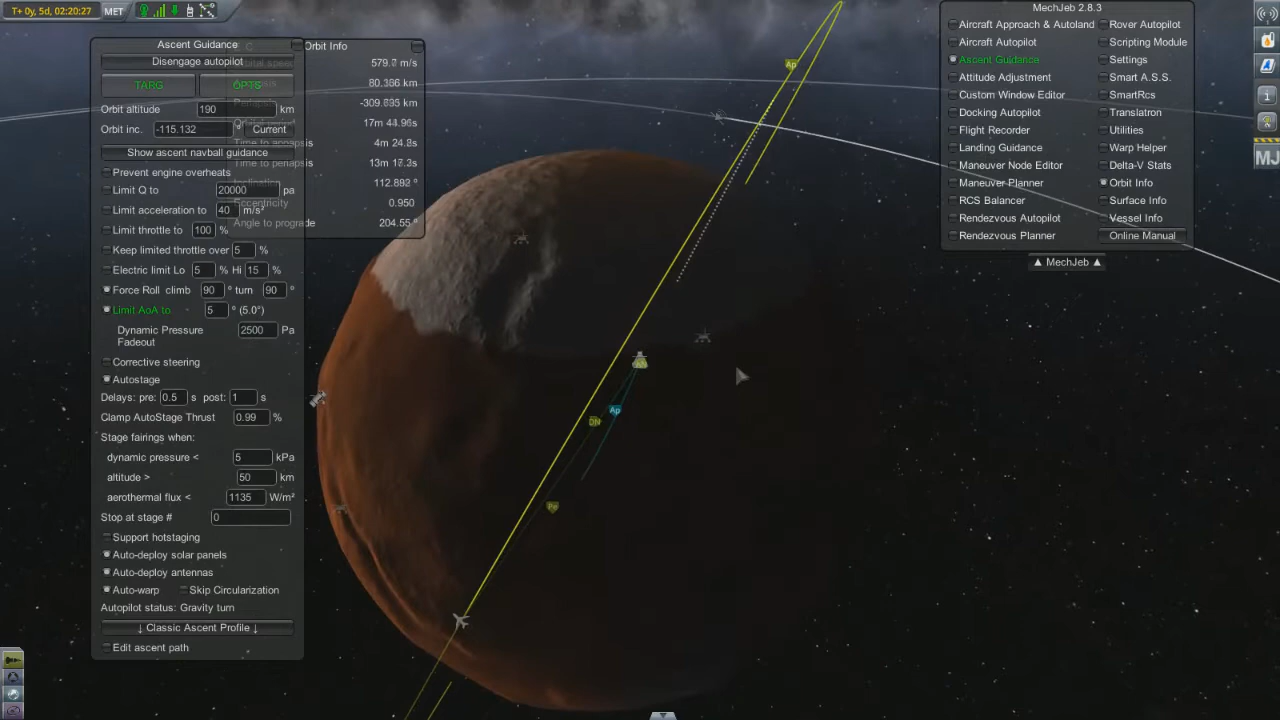 T+ 0y, 5d, 02:20:27 MET
Ascent Guidance
Disengage autopilot
TARG OPTS
Orbit altitude 190 km
Orbit inc. -115.132 ° Current
Show ascent navball guidance
Prevent engine overheats
Limit Q to 20000 pa
Limit acceleration to 40 m/s²
Limit throttle to 100 %
Keep limited throttle over 5 %
Electric limit Lo 5 % Hi 15 %
Force Roll climb 90 ° turn 90 °
Limit AoA to 5 ° (5.0°)
Dynamic Pressure Fadeout 2500 Pa
Corrective steering
Autostage
Delays: pre: 0.5 s post: 1 s
Clamp AutoStage Thrust 0.99 %
Stage fairings when:
dynamic pressure < 5 kPa
altitude > 50 km
aerothermal flux < 1135 W/m²
Stop at stage # 0
Support hotstaging
Auto-deploy solar panels
Auto-deploy antennas
Auto-warp Skip Circularization
Autopilot status: Gravity turn
↓ Classic Ascent Profile ↓
Edit ascent path
Orbit Info
Orbital speed 579.2 m/s
80.386 km
-309.895 km
17m 44.96s
Time to apoapsis 4m 24.8s
Time to periapsis 13m 17.3s
Inclination 112.892 °
Eccentricity 0.950
Angle to prograde 204.55 °
Ap
Ap
DN
Pe
MechJeb 2.8.3
Aircraft Approach & Autoland Rover Autopilot
Aircraft Autopilot Scripting Module
Ascent Guidance Settings
Attitude Adjustment Smart A.S.S.
Custom Window Editor SmartRcs
Docking Autopilot Translatron
Flight Recorder Utilities
Landing Guidance Warp Helper
Maneuver Node Editor Delta-V Stats
Maneuver Planner Orbit Info
RCS Balancer Surface Info
Rendezvous Autopilot Vessel Info
Rendezvous Planner Online Manual
▲ MechJeb ▲
MJ